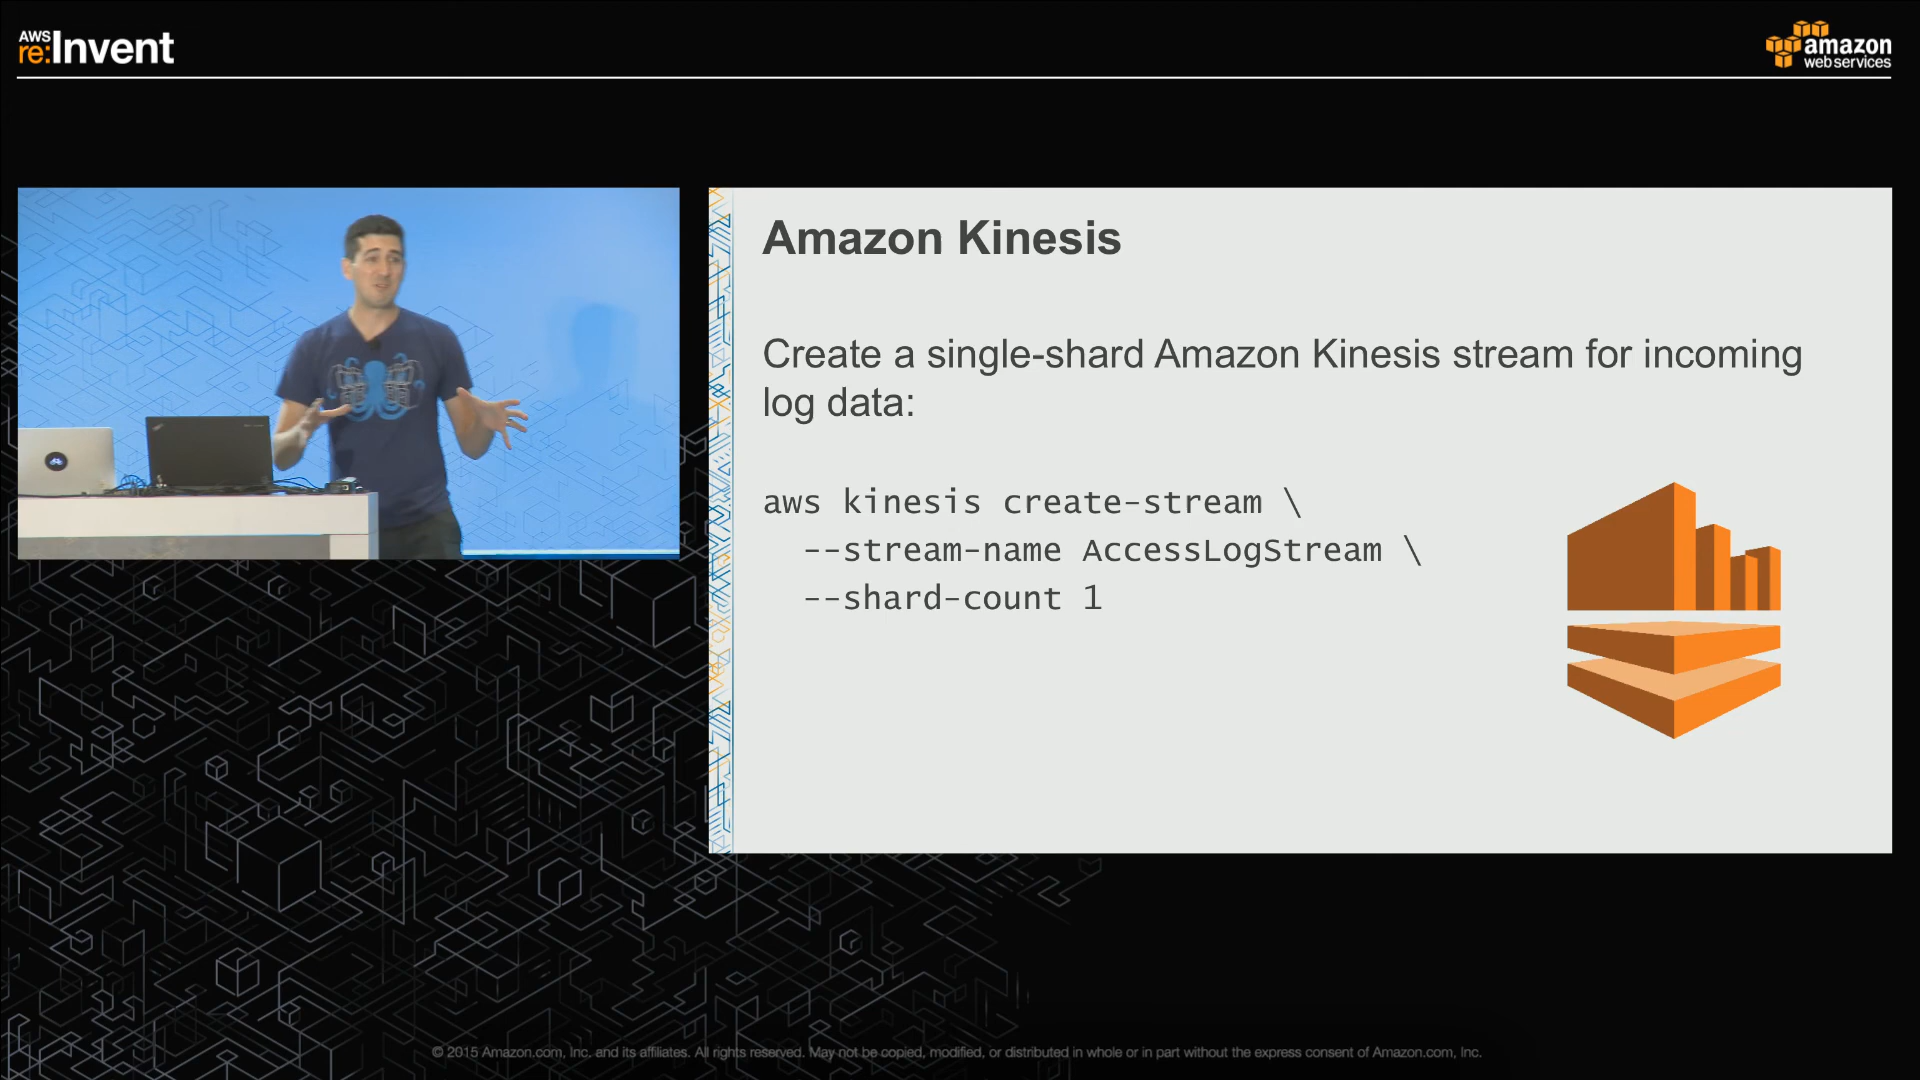 AWS
re:Invent
amazon
web services
Amazon Kinesis
Create a single-shard Amazon Kinesis stream for incoming
log data:
aws kinesis create-stream \
--stream-name AccessLogStream \
--shard-count 1
© 2015 Amazon.com, Inc. and its affiliates. All rights reserved. May not be copied, modified, or distributed in whole or in part without the express consent of Amazon.com, Inc.